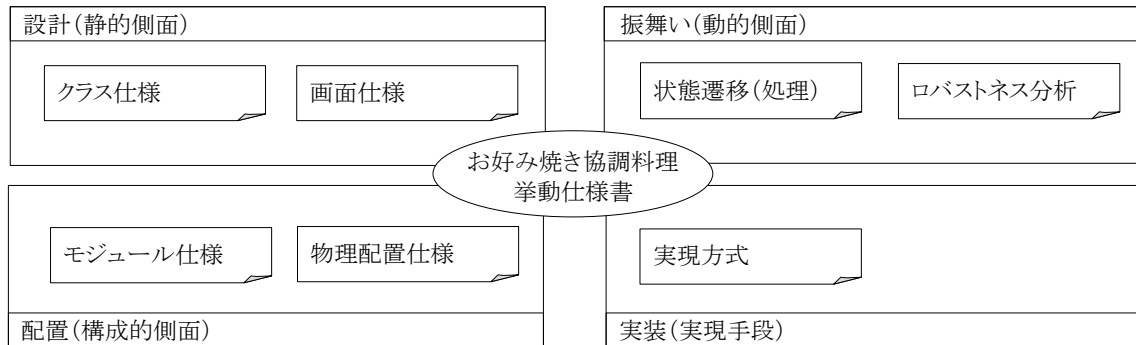 設計(静的側面)
クラス仕様
画面仕様
振舞い(動的側面)
状態遷移(処理)
ロバストネス分析
お好み焼き協調料理
挙動仕様書
モジュール仕様
物理配置仕様
配置(構成的側面)
実現方式
実装(実現手段)